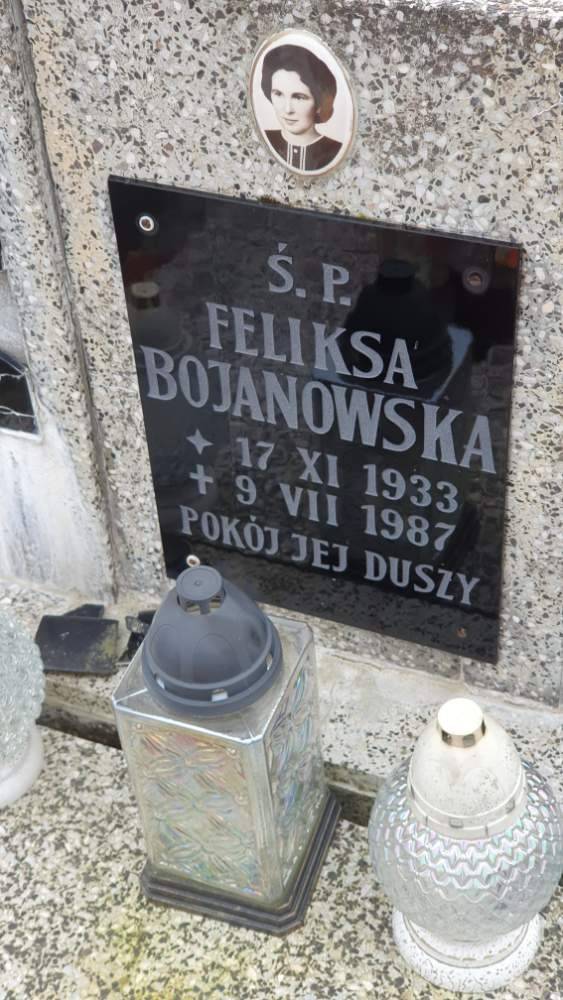 Ś. P.
FELIKSA
BOJANOWSKA
✦ 17 XI 1933
✝ 9 VII 1987
POKÓJ JEJ DUSZY